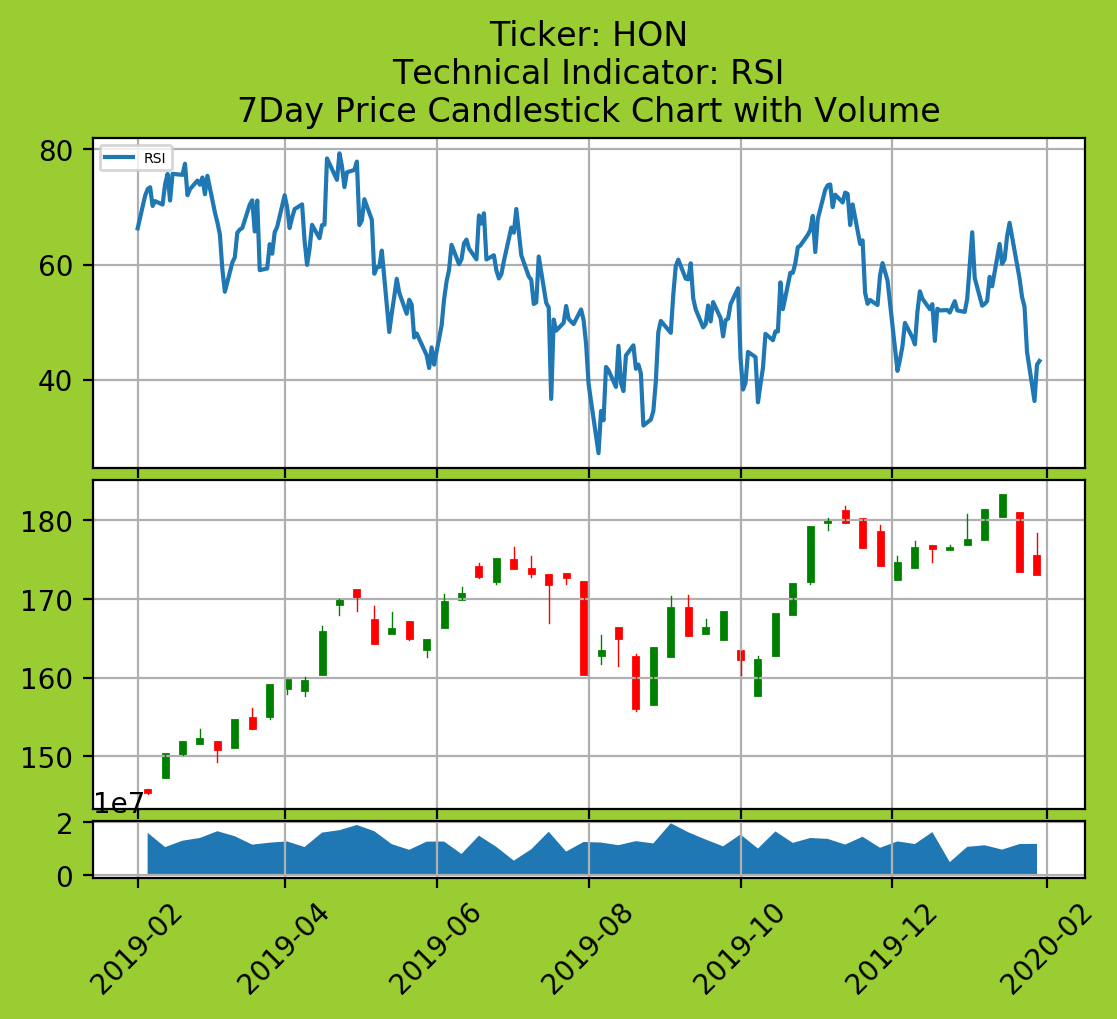 Ticker: HON
Technical Indicator: RSI
7Day Price Candlestick Chart with Volume
80
RSI
60
40
180
170
160
150
1e7
2
0
2019-02 2019-04 2019-06 2019-08 2019-10 2019-12 2020-02